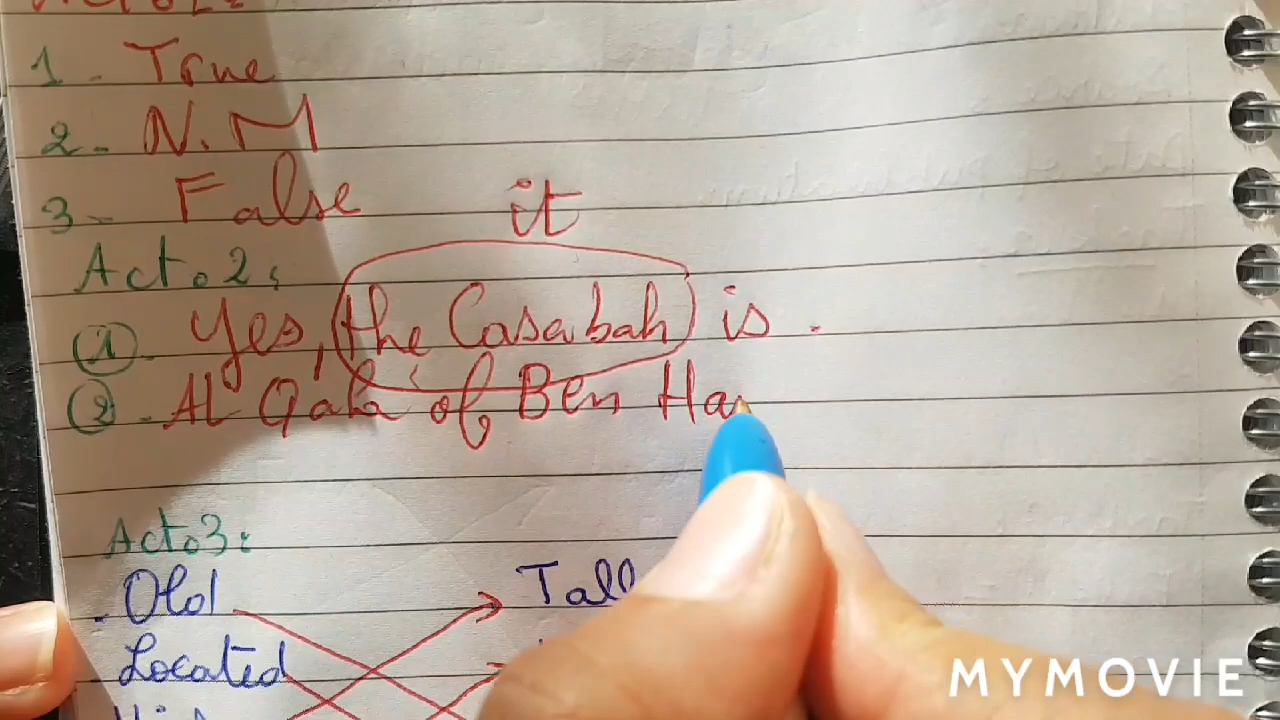 1 - True
2 - N.M
3 - False
it
Act 2:
1 - Yes, the Casabah is.
2 - Al Qala of Ben Ha
Act 3:
- Old Tall
Located
MYMOVIE